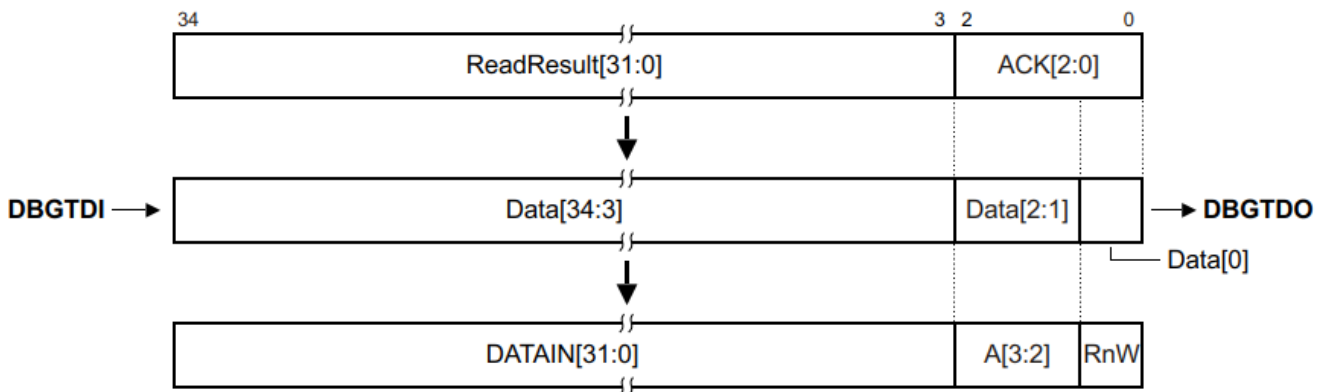 34 3 2 0
ReadResult[31:0] ACK[2:0]
DBGTDI Data[34:3] Data[2:1] DBGTDO
Data[0]
DATAIN[31:0] A[3:2] RnW